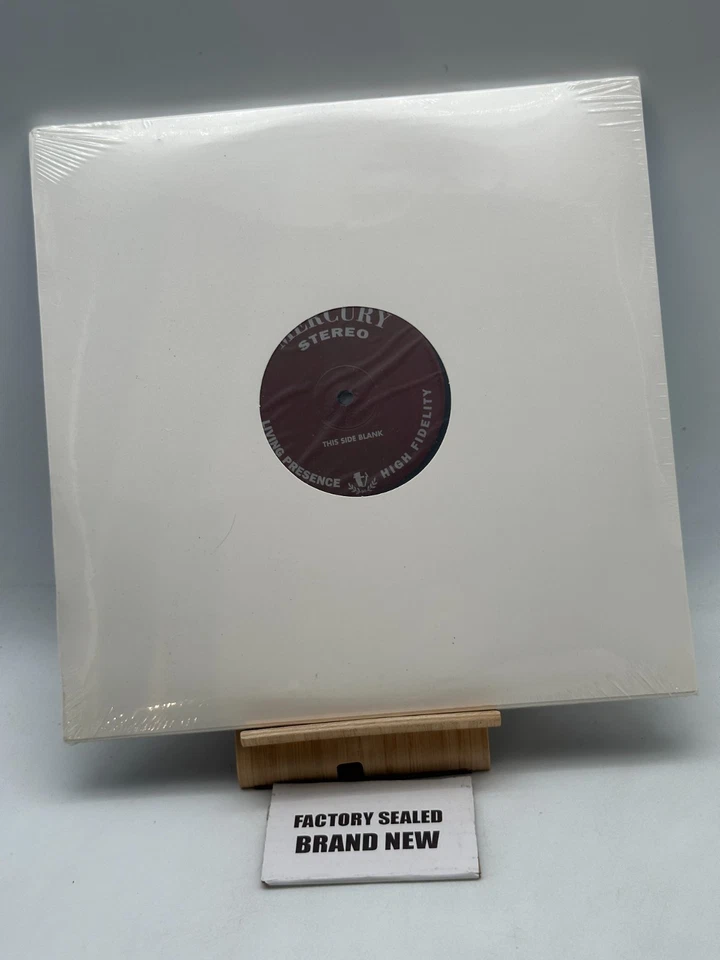 MERCURY
STEREO
THIS SIDE BLANK
LIVING PRESENCE
HIGH FIDELITY
FACTORY SEALED
BRAND NEW